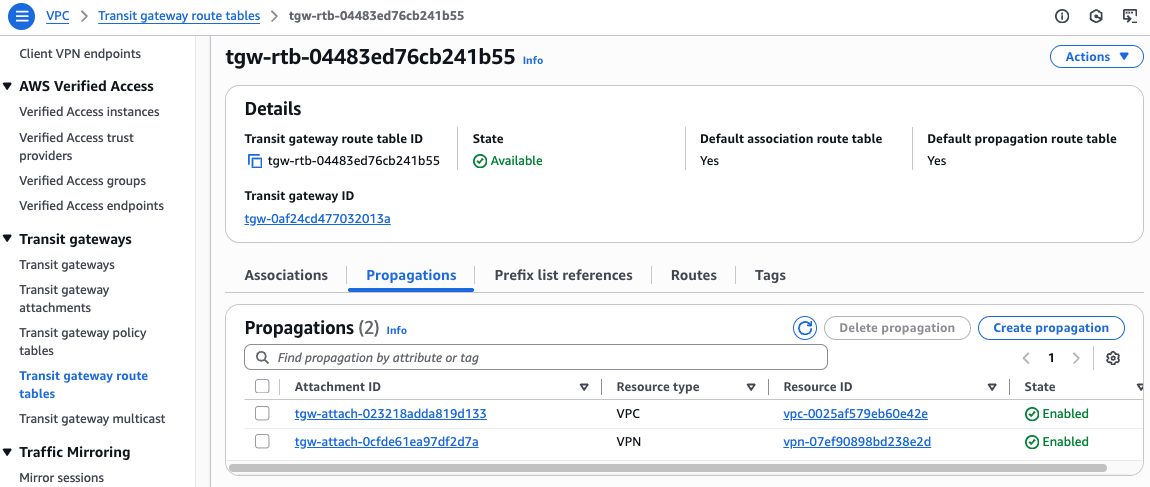 VPC > Transit gateway route tables > tgw-rtb-04483ed76cb241b55
Client VPN endpoints
AWS Verified Access
Verified Access instances
Verified Access trust
providers
Verified Access groups
Verified Access endpoints
Transit gateways
Transit gateways
Transit gateway
attachments
Transit gateway policy
tables
Transit gateway route
tables
Transit gateway multicast
Traffic Mirroring
Mirror sessions
tgw-rtb-04483ed76cb241b55 Info
Actions
Details
Transit gateway route table ID
tgw-rtb-04483ed76cb241b55
State
Available
Default association route table
Yes
Default propagation route table
Yes
Transit gateway ID
tgw-0af24cd477032013a
Associations Propagations Prefix list references Routes Tags
Propagations (2) Info
Delete propagation Create propagation
Find propagation by attribute or tag
1
Attachment ID Resource type Resource ID State
tgw-attach-023218adda819d133 VPC vpc-0025af579eb60e42e Enabled
tgw-attach-0cfde61ea97df2d7a VPN vpn-07ef90898bd238e2d Enabled